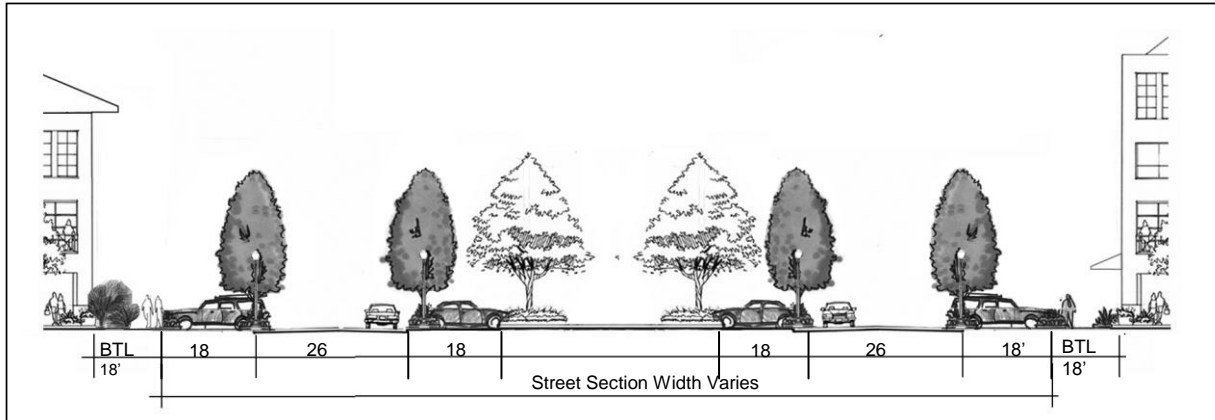 BTL 18 26 18 18 26 18’ BTL
18’ 18’
Street Section Width Varies